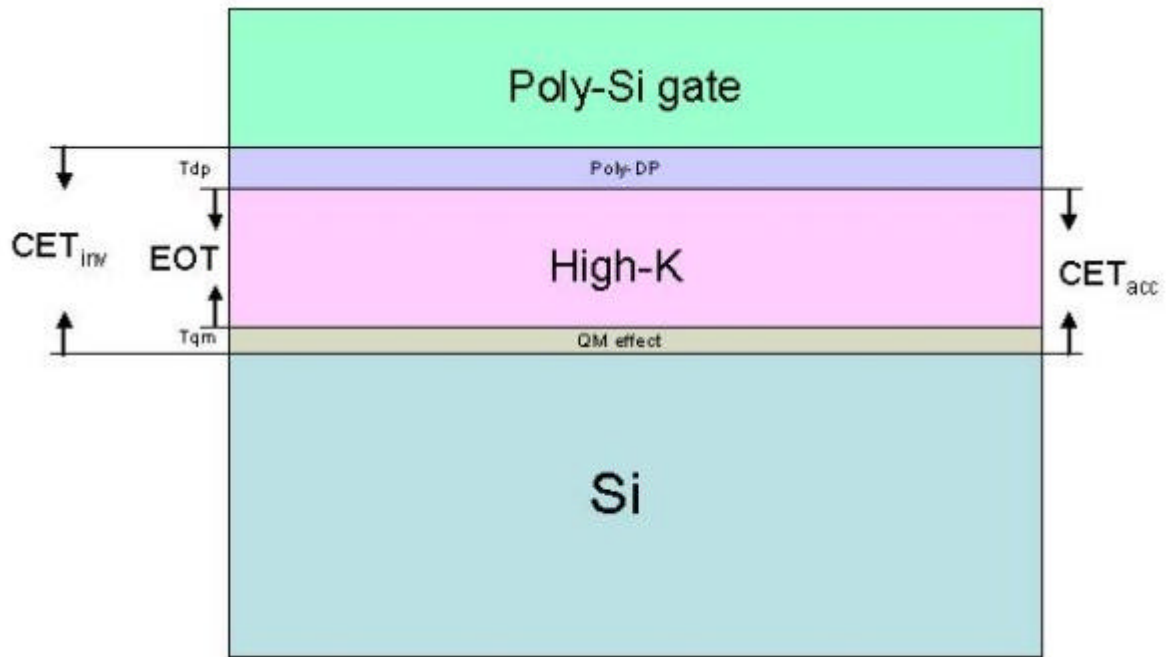 Poly-Si gate
Tdp
Poly-DP
CETinv
EOT
High-K
CETacc
Tqm
QM effect
Si